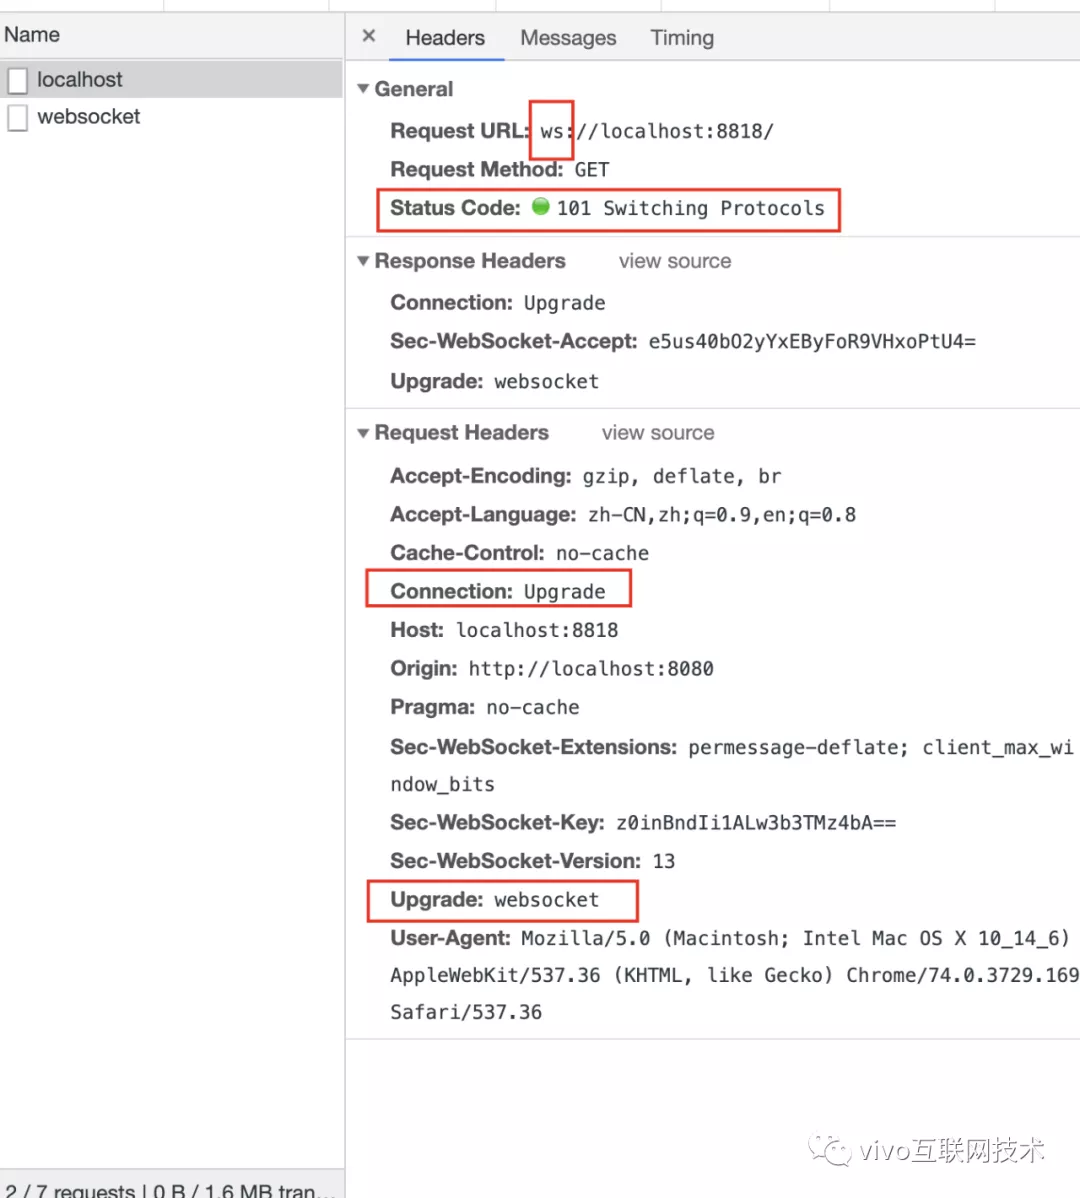 Name
localhost
websocket
× Headers Messages Timing
▼ General
Request URL: ws://localhost:8818/
Request Method: GET
Status Code: 101 Switching Protocols
▼ Response Headers view source
Connection: Upgrade
Sec-WebSocket-Accept: e5us40bO2yYxEByFoR9VHxoPtU4=
Upgrade: websocket
▼ Request Headers view source
Accept-Encoding: gzip, deflate, br
Accept-Language: zh-CN,zh;q=0.9,en;q=0.8
Cache-Control: no-cache
Connection: Upgrade
Host: localhost:8818
Origin: http://localhost:8080
Pragma: no-cache
Sec-WebSocket-Extensions: permessage-deflate; client_max_wi
ndow_bits
Sec-WebSocket-Key: z0inBndIi1ALw3b3TMz4bA==
Sec-WebSocket-Version: 13
Upgrade: websocket
User-Agent: Mozilla/5.0 (Macintosh; Intel Mac OS X 10_14_6)
AppleWebKit/537.36 (KHTML, like Gecko) Chrome/74.0.3729.169
Safari/537.36
vivo互联网技术
2 / 7 requests | 0 B / 1.6 MB tran...